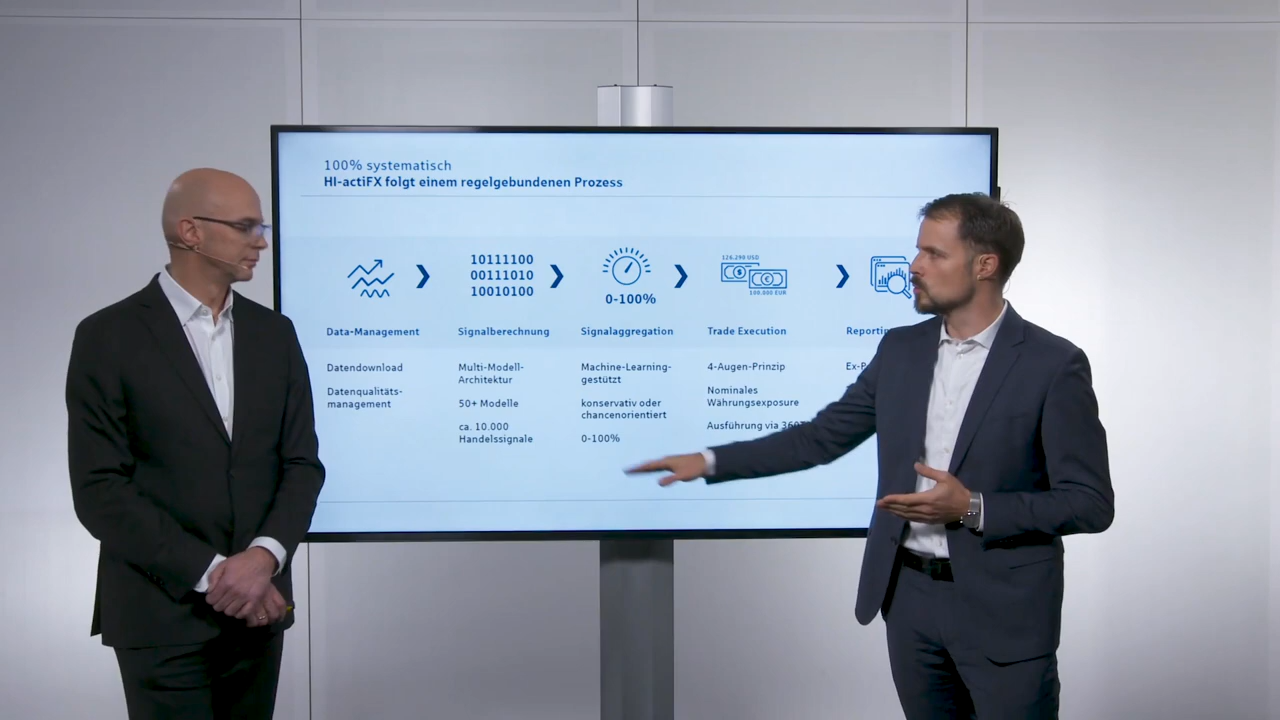 100% systematisch
HI-actiFX folgt einem regelgebundenen Prozess
10111100
00111010
10010100
0-100%
126.290 USD
100.000 EUR
Data-Management
Signalberechnung
Signalaggregation
Trade Execution
Datendownload
Datenqualitäts-
management
Multi-Modell-
Architektur
50+ Modelle
ca. 10.000
Handelssignale
Machine-Learning-
gestützt
konservativ oder
chancenorientiert
0-100%
4-Augen-Prinzip
Nominales
Währungsexposure
Ausführung via